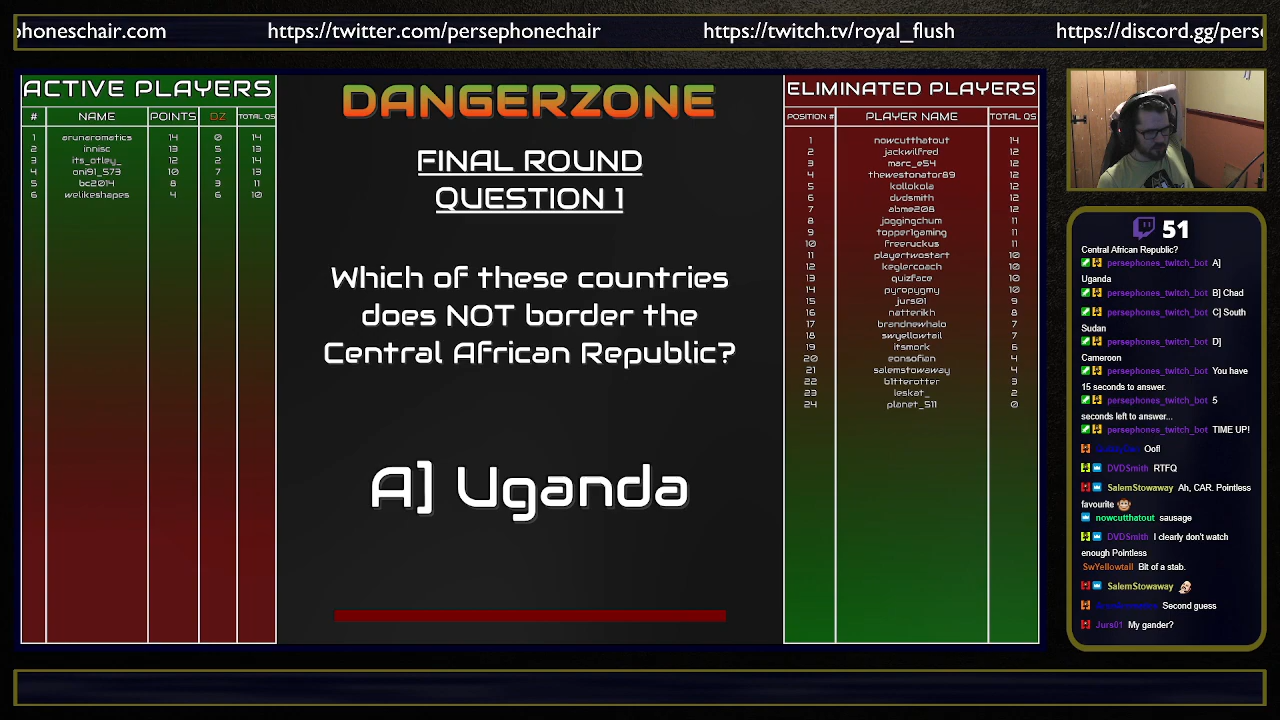 phoneschair.com
https://twitter.com/persephonechair
https://twitch.tv/royal_flush
https://discord.gg/perse
ACTIVE PLAYERS
# NAME POINTS DZ TOTAL QS
1 arunaromatics 14 0 14
2 innisc 13 5 13
3 its_otley_ 12 2 14
4 oni91_573 10 7 13
5 bc2014 8 3 11
6 welikeshapes 4 6 10
DANGERZONE
FINAL ROUND
QUESTION 1
Which of these countries
does NOT border the
Central African Republic?
A] Uganda
ELIMINATED PLAYERS
POSITION # PLAYER NAME TOTAL QS
1 nowcutthatout 14
2 jackwilfred 12
3 marc_e54 12
4 thewestonator89 12
5 kollokola 12
6 dvdsmith 12
7 abme208 12
8 joggingchum 11
9 topper1gaming 11
10 freeruckus 11
11 playertwostart 10
12 keglercoach 10
13 quizface 10
14 pyropygmy 10
15 jurs01 9
16 natterikh 8
17 brandnewhalo 7
18 swyellowtail 7
19 itsmork 6
20 eonsofian 4
21 salemstowaway 4
22 b1tterotter 3
23 leskat_ 2
24 planet_511 0
51
Central African Republic?
persephones_twitch_bot A]
Uganda
persephones_twitch_bot B] Chad
persephones_twitch_bot C] South
Sudan
persephones_twitch_bot D]
Cameroon
persephones_twitch_bot You have
15 seconds to answer.
persephones_twitch_bot 5
seconds left to answer...
persephones_twitch_bot TIME UP!
Oof!
DVDSmith RTFQ
SalemStowaway Ah, CAR. Pointless
favourite
nowcutthatout sausage
DVDSmith I clearly don't watch
enough Pointless
SwYellowtail Bit of a stab.
SalemStowaway
Second guess
Jurs01 My gander?